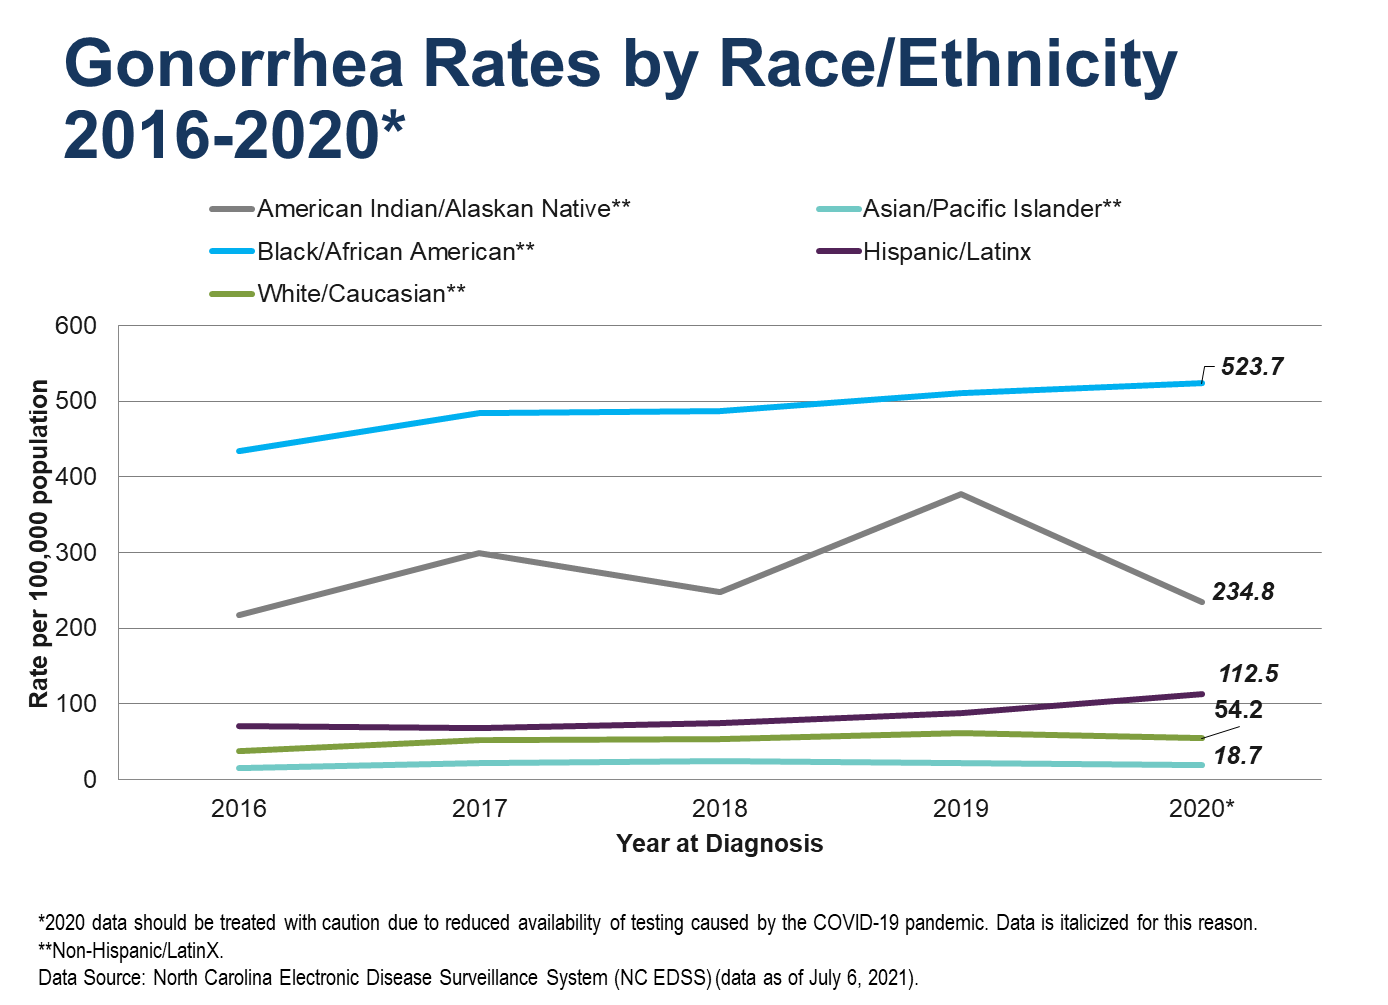 Gonorrhea Rates by Race/Ethnicity
2016-2020*
American Indian/Alaskan Native**
Asian/Pacific Islander**
Black/African American**
Hispanic/Latinx
White/Caucasian**
Rate per 100,000 population
600
500
400
300
200
100
0
523.7
234.8
112.5
54.2
18.7
2016
2017
2018
2019
2020*
Year at Diagnosis
*2020 data should be treated with caution due to reduced availability of testing caused by the COVID-19 pandemic. Data is italicized for this reason.
**Non-Hispanic/LatinX.
Data Source: North Carolina Electronic Disease Surveillance System (NC EDSS) (data as of July 6, 2021).